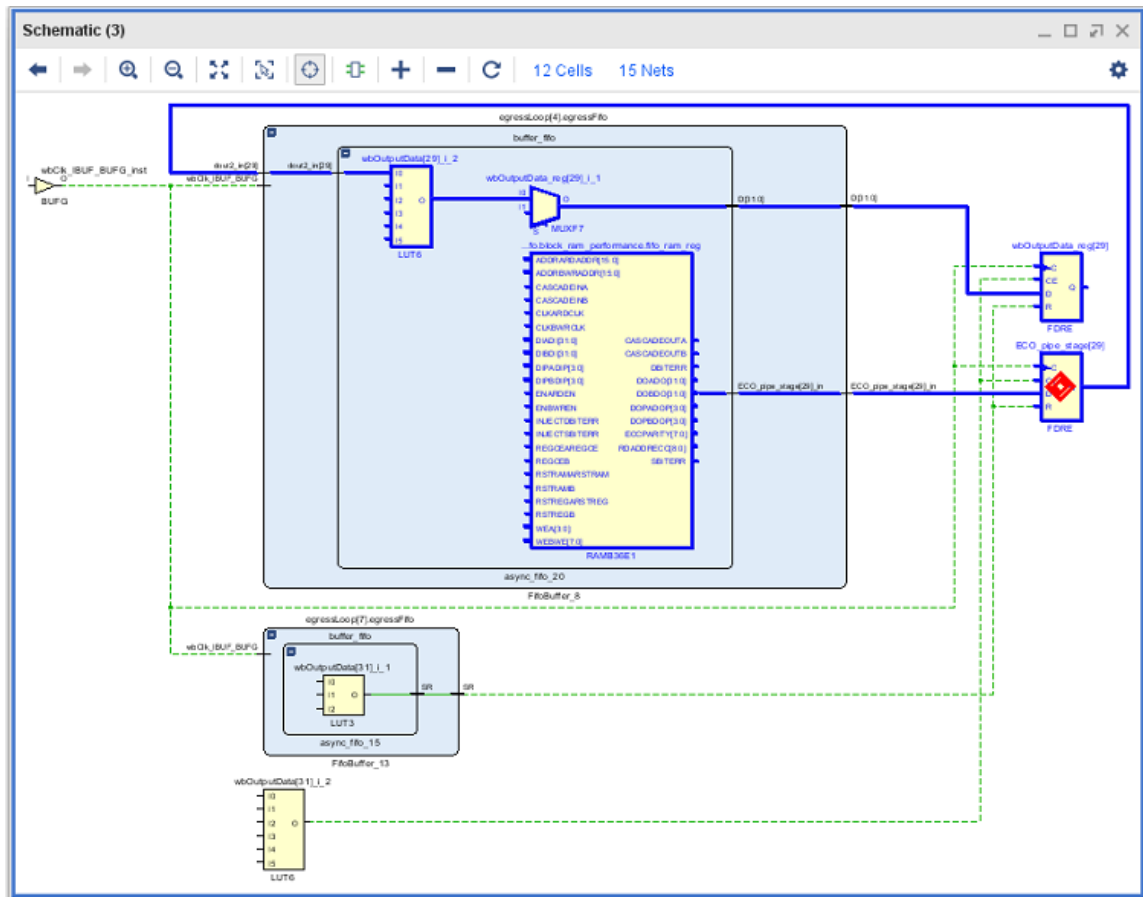 Schematic (3)
12 Cells 15 Nets
egressLoop[4].egressFifo
buffer_fifo
wbOutputData[29]_i_2
dout2_in[29] dout2_in[29]
I0
I1
I2
I3
I4
I5
O
LUT6
wbClk_IBUF_BUFG_inst
I O
BUFG
wbClk_IBUF_BUFG
wbOutputData_reg[29]_i_1
I0
I1
O
S
MUXF7
D[31:0] D[31:0]
...fo.block_ram_performance.fifo_ram_reg
ADDRARDADDR[15:0]
ADDRBWRADDR[15:0]
CASCADEINA
CASCADEINB
CLKARDCLK
CLKBWRCLK
DIADI[31:0] CASCADEOUTA
DIBDI[31:0] CASCADEOUTB
DIPADIP[3:0] DBITERR
DIPBDIP[3:0] DOADO[31:0]
ENARDEN DOBDO[31:0]
ENBWREN DOPADOP[3:0]
INJECTDBITERR DOPBDOP[3:0]
INJECTSBITERR ECCPARITY[7:0]
REGCEAREGCE RDADDRECC[8:0]
REGCEB SBITERR
RSTRAMARSTRAM
RSTRAMB
RSTREGARSTREG
RSTREGB
WEA[3:0]
WEBWE[7:0]
RAMB36E1
ECO_pipe_stage[29]_in ECO_pipe_stage[29]_in
async_fifo_20
FifoBuffer_8
wbOutputData_reg[29]
C
CE
D
R
Q
FDRE
ECO_pipe_stage[29]
C
R
FDRE
egressLoop[7].egressFifo
buffer_fifo
wbClk_IBUF_BUFG
wbOutputData[31]_i_1
I0
I1
I2
O
LUT3
SR SR
async_fifo_15
FifoBuffer_13
wbOutputData[31]_i_2
I0
I1
I2
I3
I4
I5
O
LUT6